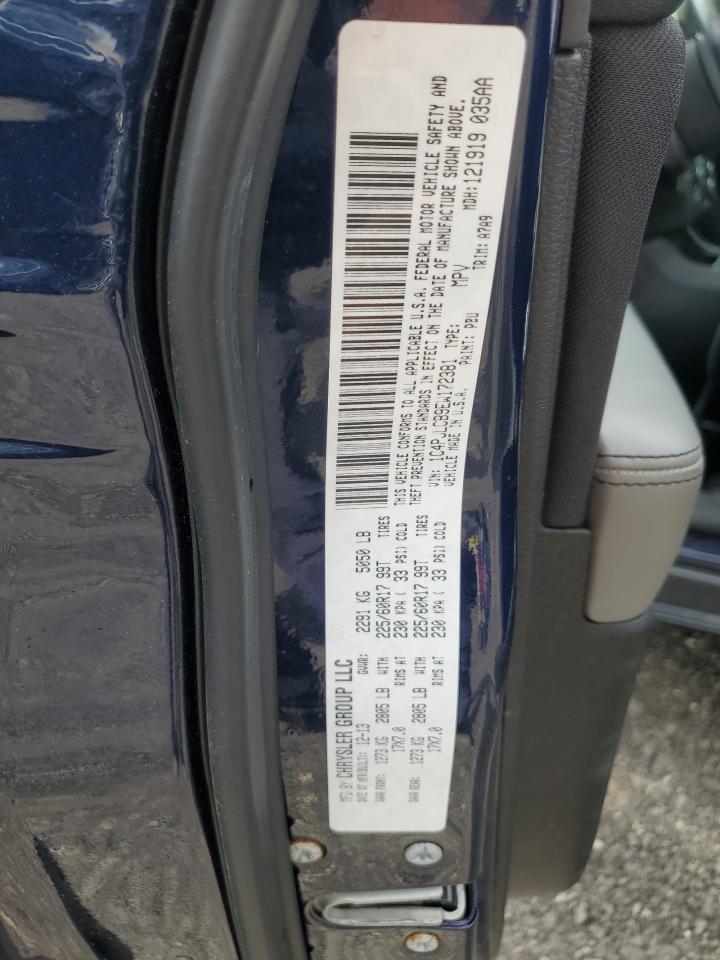 MFD BY CHRYSLER GROUP LLC
DATE OF MFR(BUILT): 12-13 GVWR: 2291 KG 5050 LB
GAWR FRONT: 1273 KG 2805 LB WITH 225/60R17 99T TIRES
17X7.0 RIMS AT 230 KPA ( 33 PSI) COLD
GAWR REAR: 1273 KG 2805 LB WITH 225/60R17 99T TIRES
17X7.0 RIMS AT 230 KPA ( 33 PSI) COLD
THIS VEHICLE CONFORMS TO ALL APPLICABLE U.S.A. FEDERAL MOTOR VEHICLE SAFETY AND
THEFT PREVENTION STANDARDS IN EFFECT ON THE DATE OF MANUFACTURE SHOWN ABOVE.
VIN: 1C4PJLCB9EW172381 TYPE: MPV MDH: 121919 035AA
VEHICLE MADE IN U.S.A. PAINT: PBU TRIM: A7A9